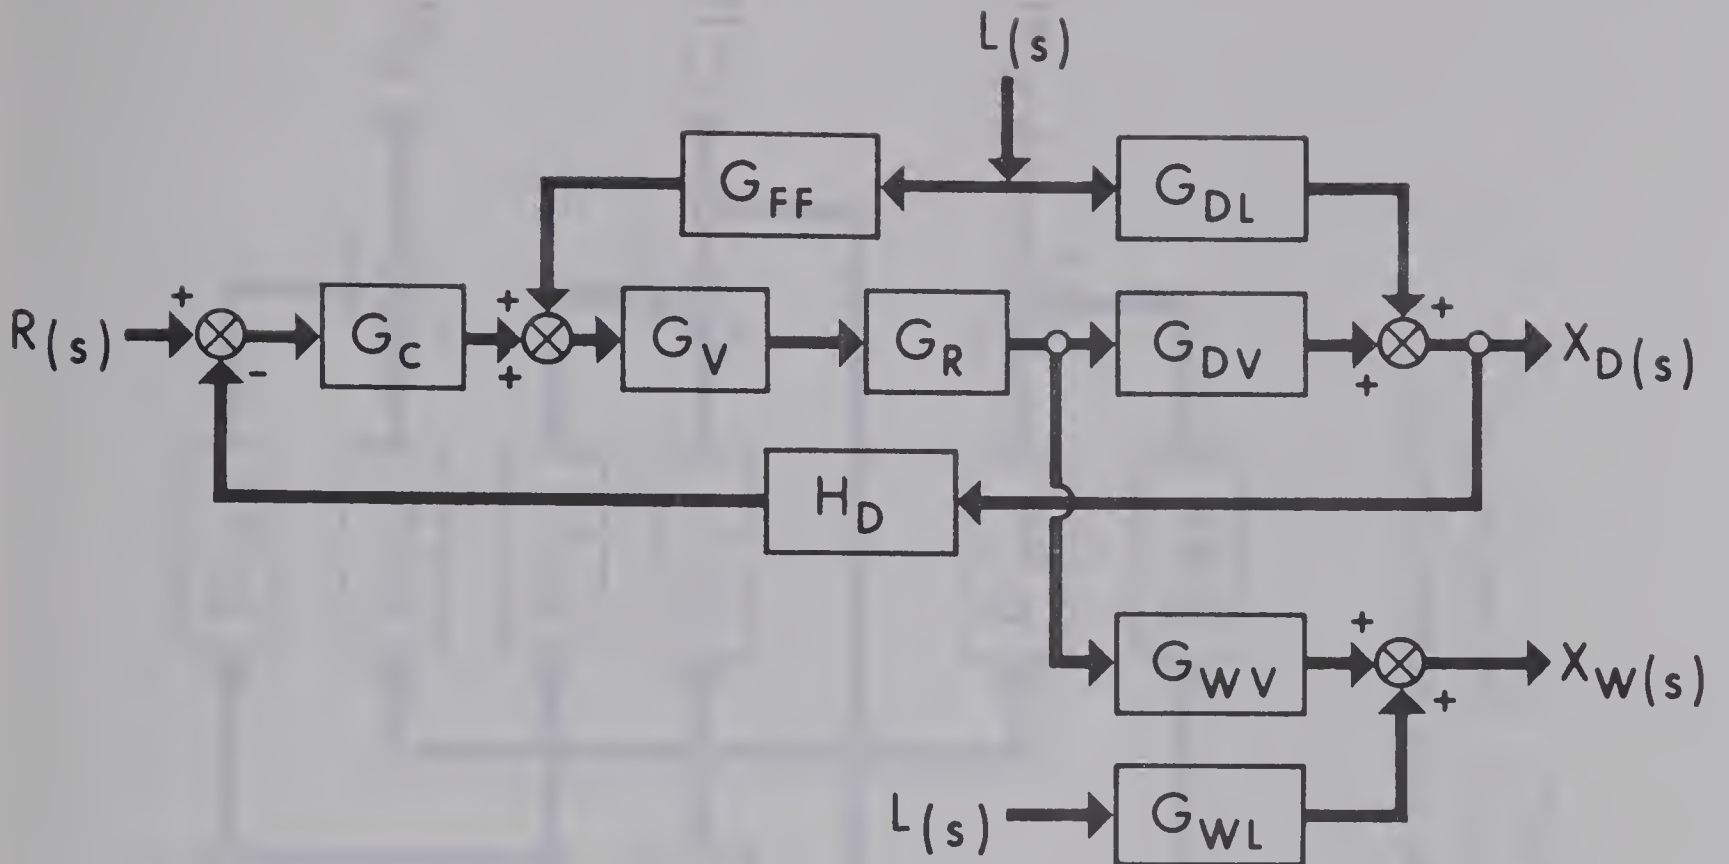 L(s)
G_FF
G_DL
+
+
+
R(s)
G_C
G_V
G_R
G_DV
X_D(s)
-
+
+
H_D
+
G_WV
X_W(s)
+
L(s)
G_WL